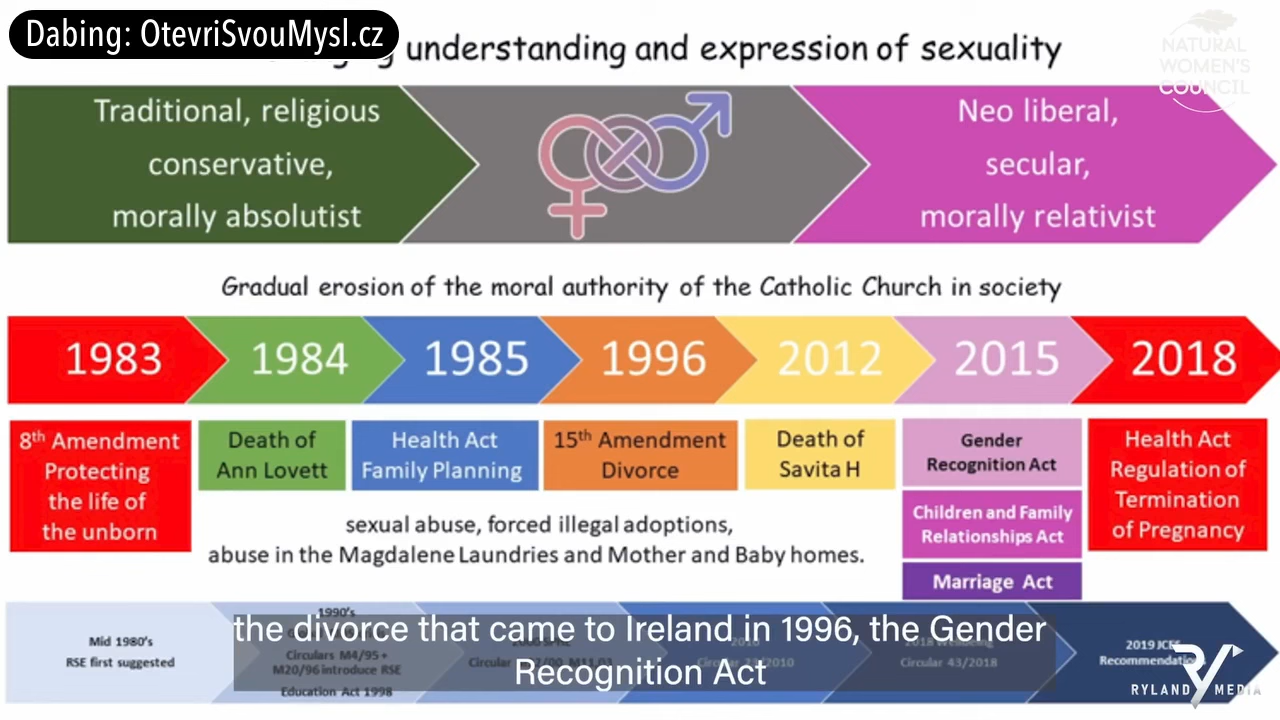 Dabing: OtevriSvouMysl.cz
understanding and expression of sexuality
NATURAL
WOMEN'S
COUNCIL
Traditional, religious
conservative,
morally absolutist
Neo liberal,
secular,
morally relativist
Gradual erosion of the moral authority of the Catholic Church in society
1983
1984
1985
1996
2012
2015
2018
8th Amendment
Protecting
the life of
the unborn
Death of
Ann Lovett
Health Act
Family Planning
15th Amendment
Divorce
Death of
Savita H
Gender
Recognition Act
Children and Family
Relationships Act
Marriage Act
Health Act
Regulation of
Termination
of Pregnancy
sexual abuse, forced illegal adoptions,
abuse in the Magdalene Laundries and Mother and Baby homes.
Mid 1980's
RSE first suggested
1990's
Circulars M4/95 +
M20/96 introduce RSE
Education Act 1998
Circular
2010
Circular 43/2018
2019
Recommendation
the divorce that came to Ireland in 1996, the Gender
Recognition Act
RYLAND MEDIA